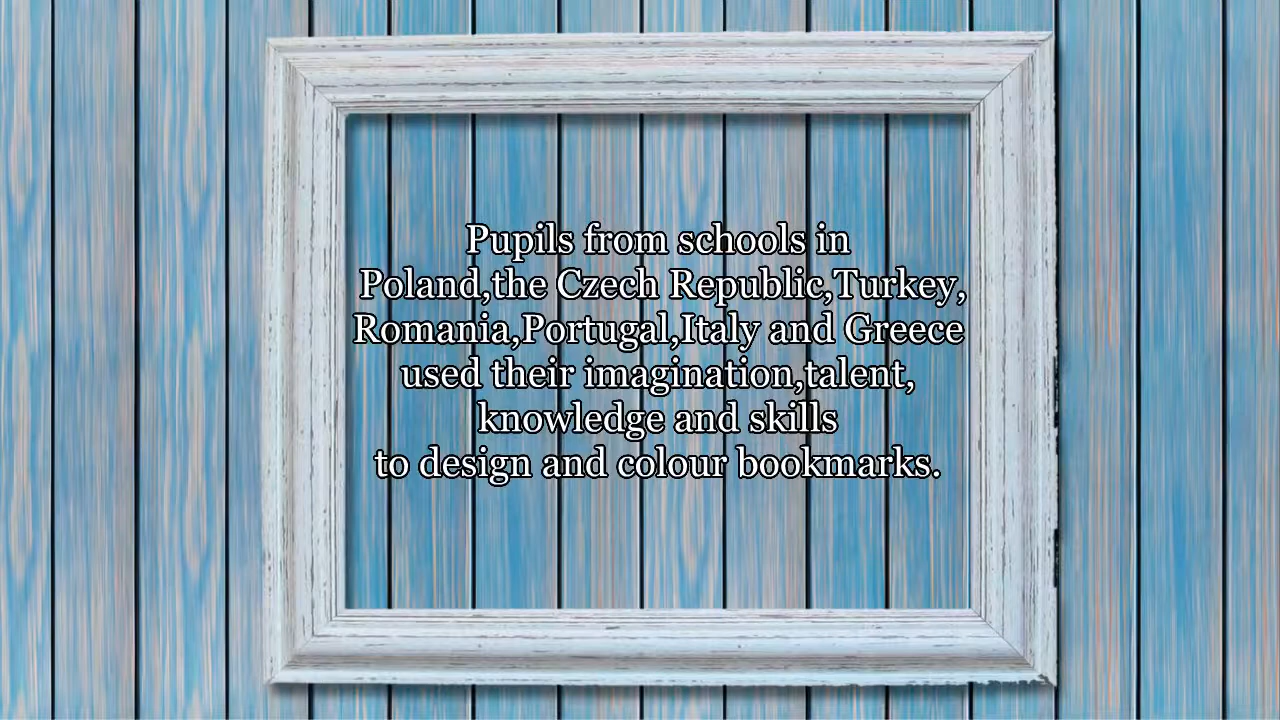 Pupils from schools in
Poland,the Czech Republic,Turkey,
Romania,Portugal,Italy and Greece
used their imagination,talent,
knowledge and skills
to design and colour bookmarks.